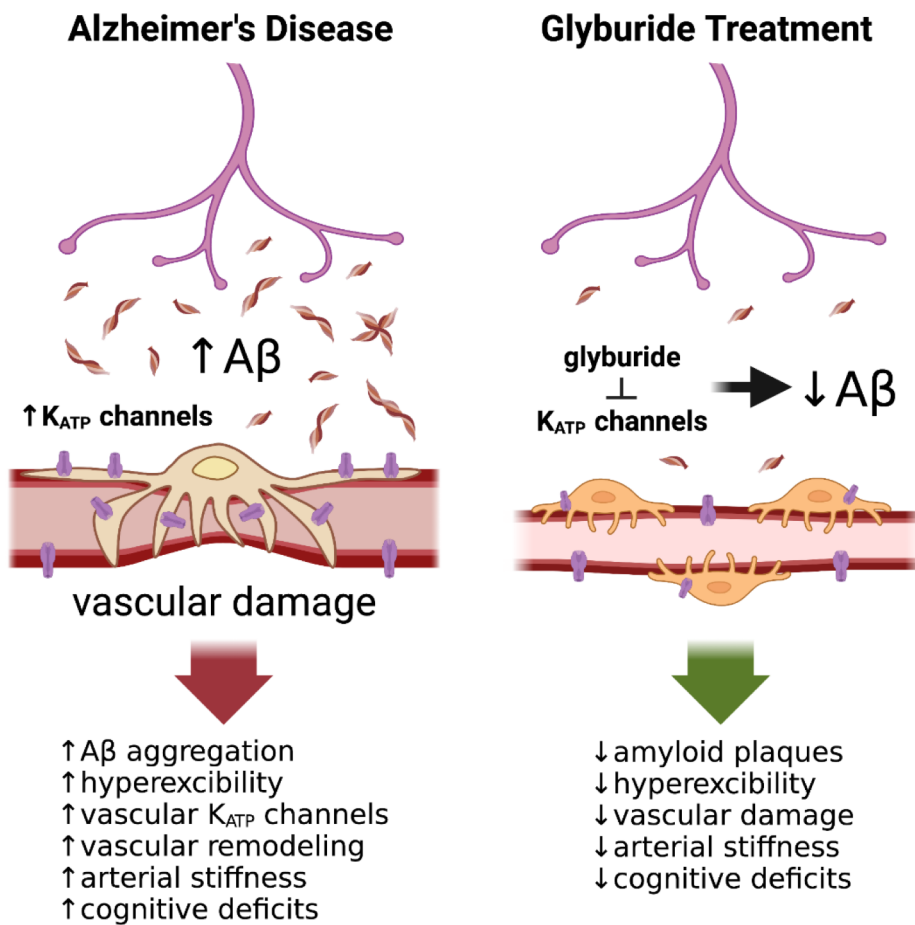 Alzheimer's Disease
↑Aβ
↑KATP channels
vascular damage
↑Aβ aggregation
↑hyperexcibility
↑vascular KATP channels
↑vascular remodeling
↑arterial stiffness
↑cognitive deficits
Glyburide Treatment
glyburide
⊥
KATP channels
↓Aβ
↓amyloid plaques
↓hyperexcibility
↓vascular damage
↓arterial stiffness
↓cognitive deficits